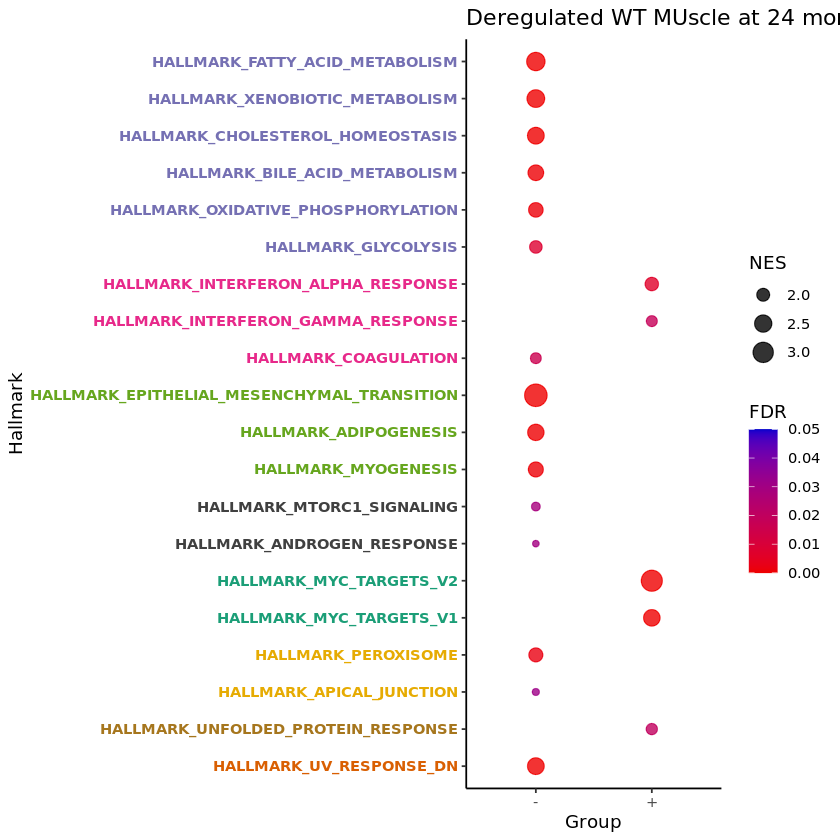 Deregulated WT MUscle at 24 mor
HALLMARK_FATTY_ACID_METABOLISM
HALLMARK_XENOBIOTIC_METABOLISM
HALLMARK_CHOLESTEROL_HOMEOSTASIS
HALLMARK_BILE_ACID_METABOLISM
HALLMARK_OXIDATIVE_PHOSPHORYLATION
HALLMARK_GLYCOLYSIS
HALLMARK_INTERFERON_ALPHA_RESPONSE
HALLMARK_INTERFERON_GAMMA_RESPONSE
HALLMARK_COAGULATION
HALLMARK_EPITHELIAL_MESENCHYMAL_TRANSITION
HALLMARK_ADIPOGENESIS
HALLMARK_MYOGENESIS
HALLMARK_MTORC1_SIGNALING
HALLMARK_ANDROGEN_RESPONSE
HALLMARK_MYC_TARGETS_V2
HALLMARK_MYC_TARGETS_V1
HALLMARK_PEROXISOME
HALLMARK_APICAL_JUNCTION
HALLMARK_UNFOLDED_PROTEIN_RESPONSE
HALLMARK_UV_RESPONSE_DN
Hallmark
- +
Group
NES
2.0
2.5
3.0
FDR
0.05
0.04
0.03
0.02
0.01
0.00